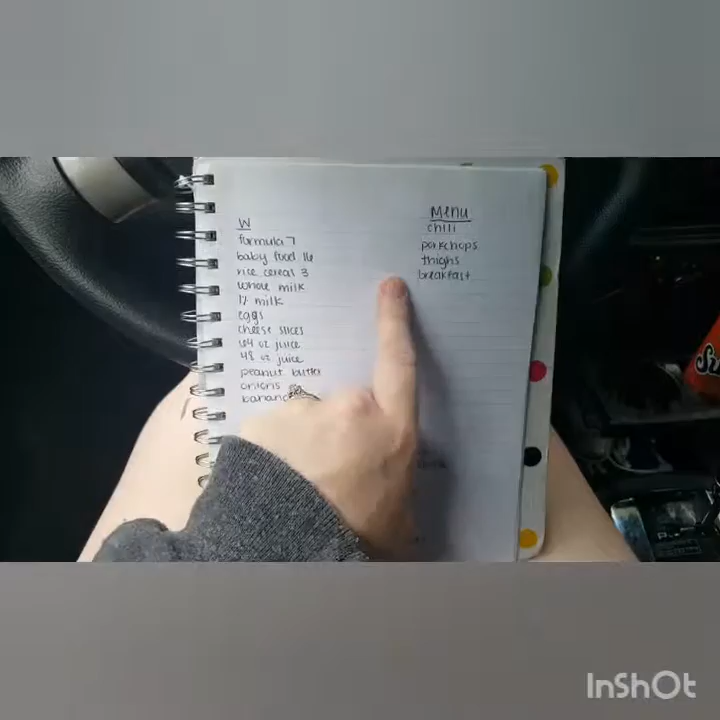 W
formula 7
baby food 16
rice cereal 3
whole milk
1% milk
eggs
cheese slices
64 oz juice
48 oz juice
peanut butter
onions
banana
Menu
chili
porkchops
thighs
breakfast
InShOt